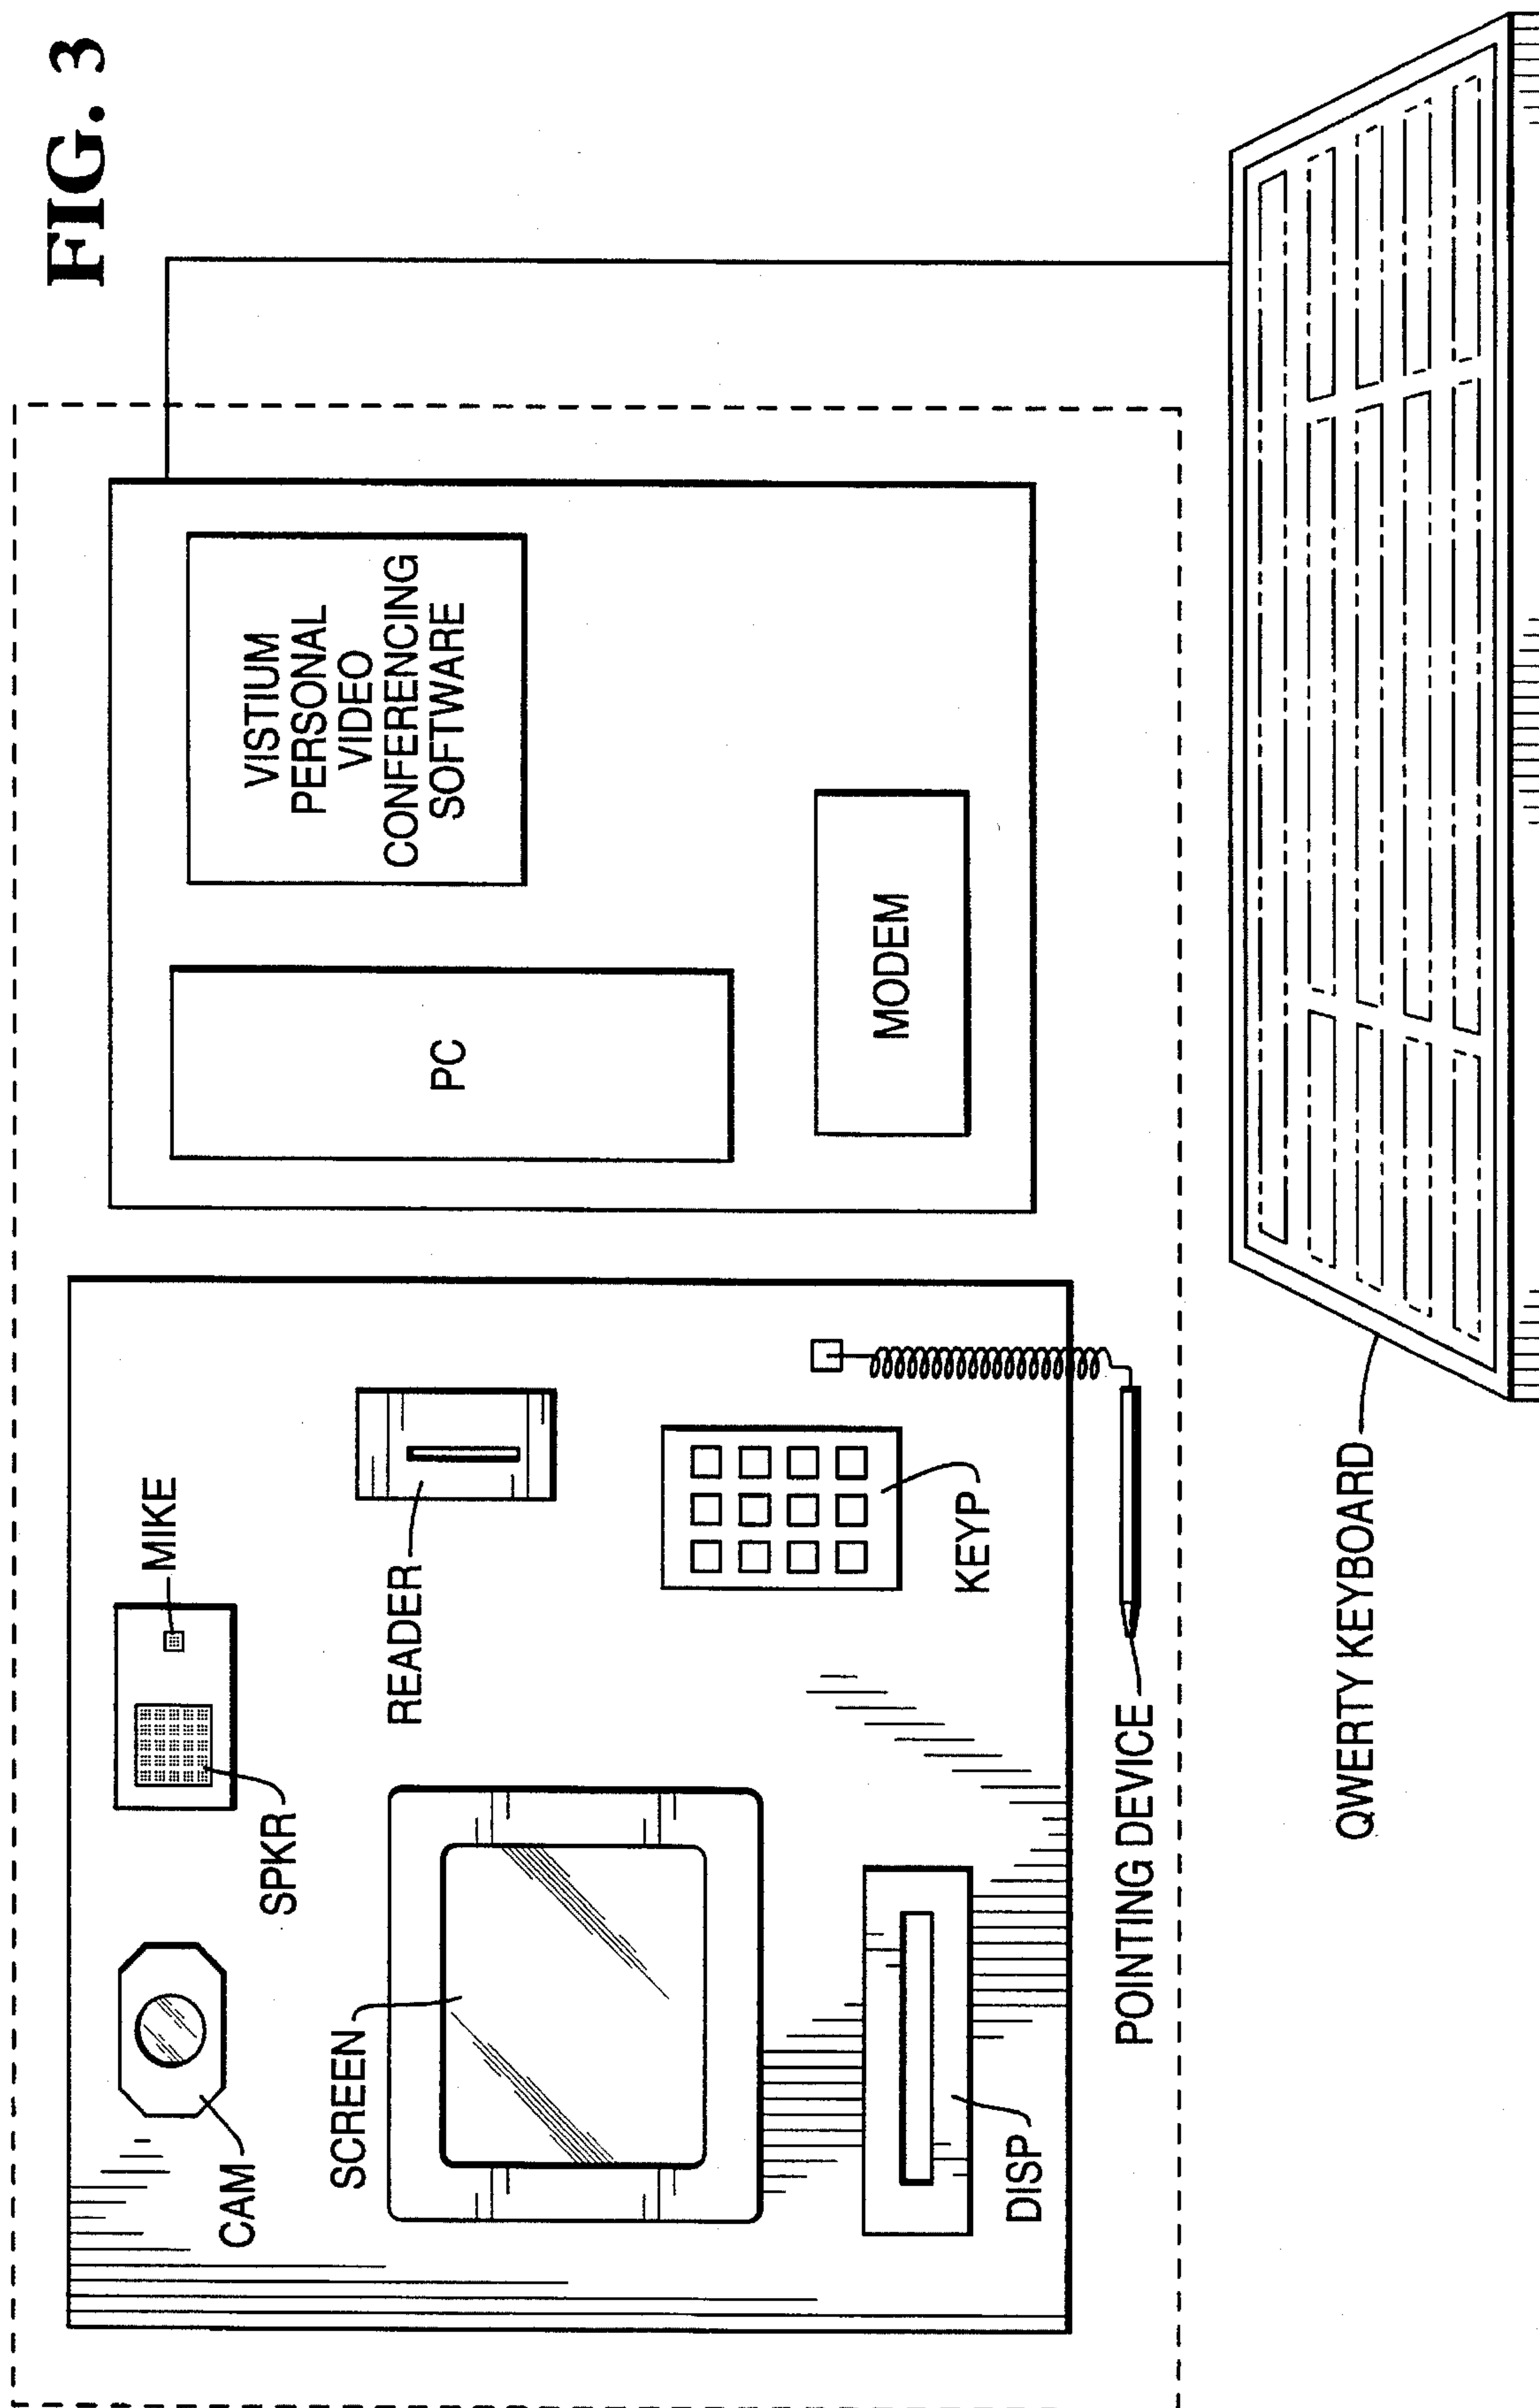 FIG. 3
CAM
SPKR
MIKE
SCREEN
READER
DISP
KEYP
POINTING DEVICE
PC
VISTIUM
PERSONAL
VIDEO
CONFERENCING
SOFTWARE
MODEM
QWERTY KEYBOARD